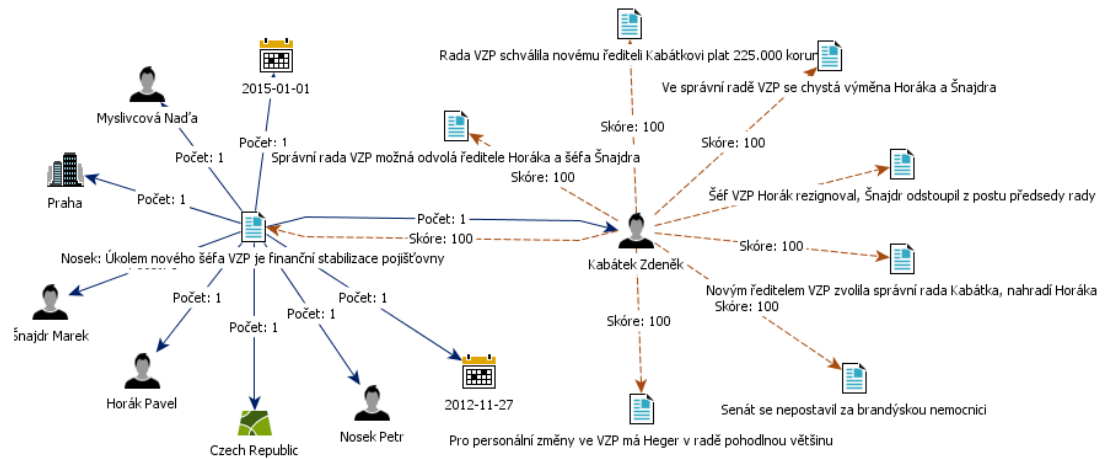 Rada VZP schválila novému řediteli Kabátkovi plat 225.000 korun
Ve správní radě VZP se chystá výměna Horáka a Šnajdra
2015-01-01
Myslivcová Naďa
Skóre: 100
Skóre: 100
Počet: 1
Správní rada VZP možná odvolá ředitele Horáka a šéfa Šnajdra
Počet: 1
Skóre: 100
Skóre: 100
Praha
Počet: 1
Šéf VZP Horák rezignoval, Šnajdr odstoupil z postu předsedy rady
Počet: 1
Skóre: 100
Skóre: 100
Nosek: Úkolem nového šéfa VZP je finanční stabilizace pojišťovny
Kabátek Zdeněk
Novým ředitelem VZP zvolila správní rada Kabátka, nahradí Horáka
Počet: 1
Počet: 1
Skóre: 100
Počet: 1
Počet: 1
Skóre: 100
Šnajdr Marek
Horák Pavel
2012-11-27
Senát se nepostavil za brandýskou nemocnici
Nosek Petr
Pro personální změny ve VZP má Heger v radě pohodlnou většinu
Czech Republic